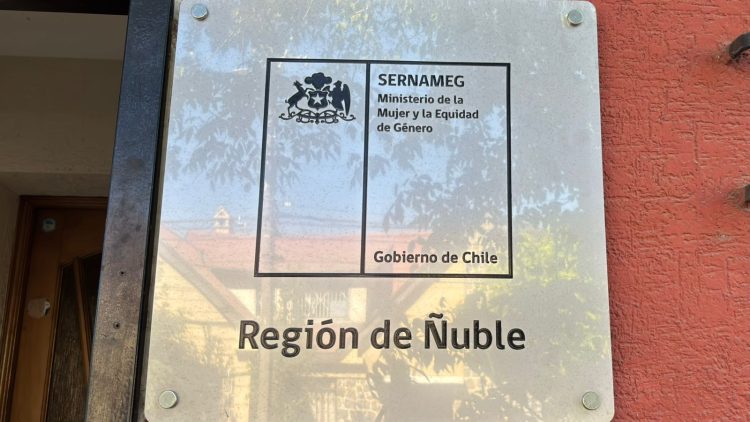 SERNAMEG
Ministerio de la
Mujer y la Equidad
de Género
Gobierno de Chile
Región de Ñuble